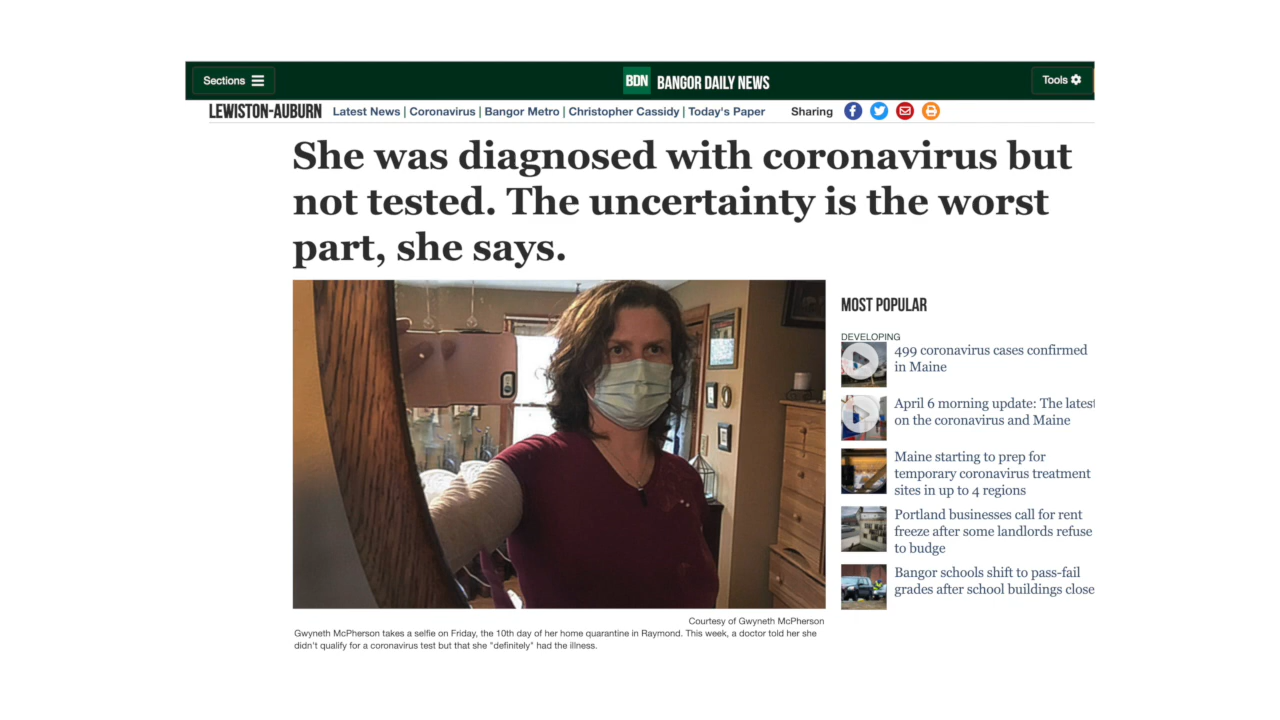 Sections
BDN BANGOR DAILY NEWS
Tools
LEWISTON-AUBURN
Latest News | Coronavirus | Bangor Metro | Christopher Cassidy | Today's Paper
Sharing
She was diagnosed with coronavirus but
not tested. The uncertainty is the worst
part, she says.
Courtesy of Gwyneth McPherson
Gwyneth McPherson takes a selfie on Friday, the 10th day of her home quarantine in Raymond. This week, a doctor told her she
didn't qualify for a coronavirus test but that she "definitely" had the illness.
MOST POPULAR
DEVELOPING
499 coronavirus cases confirmed
in Maine
April 6 morning update: The latest
on the coronavirus and Maine
Maine starting to prep for
temporary coronavirus treatment
sites in up to 4 regions
Portland businesses call for rent
freeze after some landlords refuse
to budge
Bangor schools shift to pass-fail
grades after school buildings close